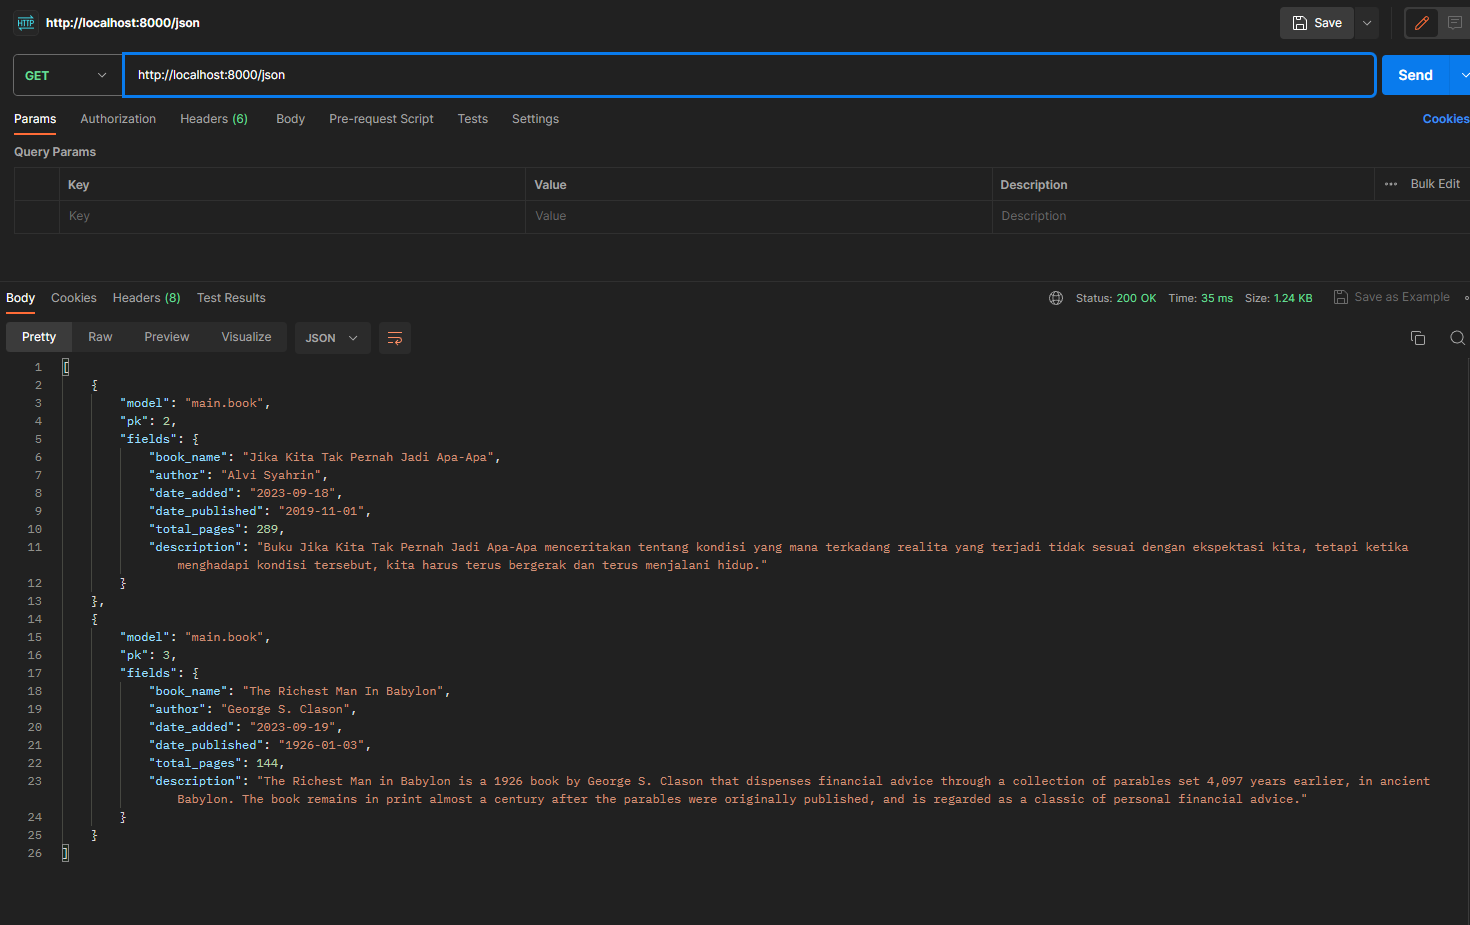 HTTP http://localhost:8000/json Save
GET http://localhost:8000/json Send
Params Authorization Headers (6) Body Pre-request Script Tests Settings Cookies
Query Params
Key Value Description ••• Bulk Edit
Key Value Description
Body Cookies Headers (8) Test Results Status: 200 OK Time: 35 ms Size: 1.24 KB Save as Example
Pretty Raw Preview Visualize JSON
1 [
2 {
3 "model": "main.book",
4 "pk": 2,
5 "fields": {
6 "book_name": "Jika Kita Tak Pernah Jadi Apa-Apa",
7 "author": "Alvi Syahrin",
8 "date_added": "2023-09-18",
9 "date_published": "2019-11-01",
10 "total_pages": 289,
11 "description": "Buku Jika Kita Tak Pernah Jadi Apa-Apa menceritakan tentang kondisi yang mana terkadang realita yang terjadi tidak sesuai dengan ekspektasi kita, tetapi ketika
menghadapi kondisi tersebut, kita harus terus bergerak dan terus menjalani hidup."
12 }
13 },
14 {
15 "model": "main.book",
16 "pk": 3,
17 "fields": {
18 "book_name": "The Richest Man In Babylon",
19 "author": "George S. Clason",
20 "date_added": "2023-09-19",
21 "date_published": "1926-01-03",
22 "total_pages": 144,
23 "description": "The Richest Man in Babylon is a 1926 book by George S. Clason that dispenses financial advice through a collection of parables set 4,097 years earlier, in ancient
Babylon. The book remains in print almost a century after the parables were originally published, and is regarded as a classic of personal financial advice."
24 }
25 }
26 ]